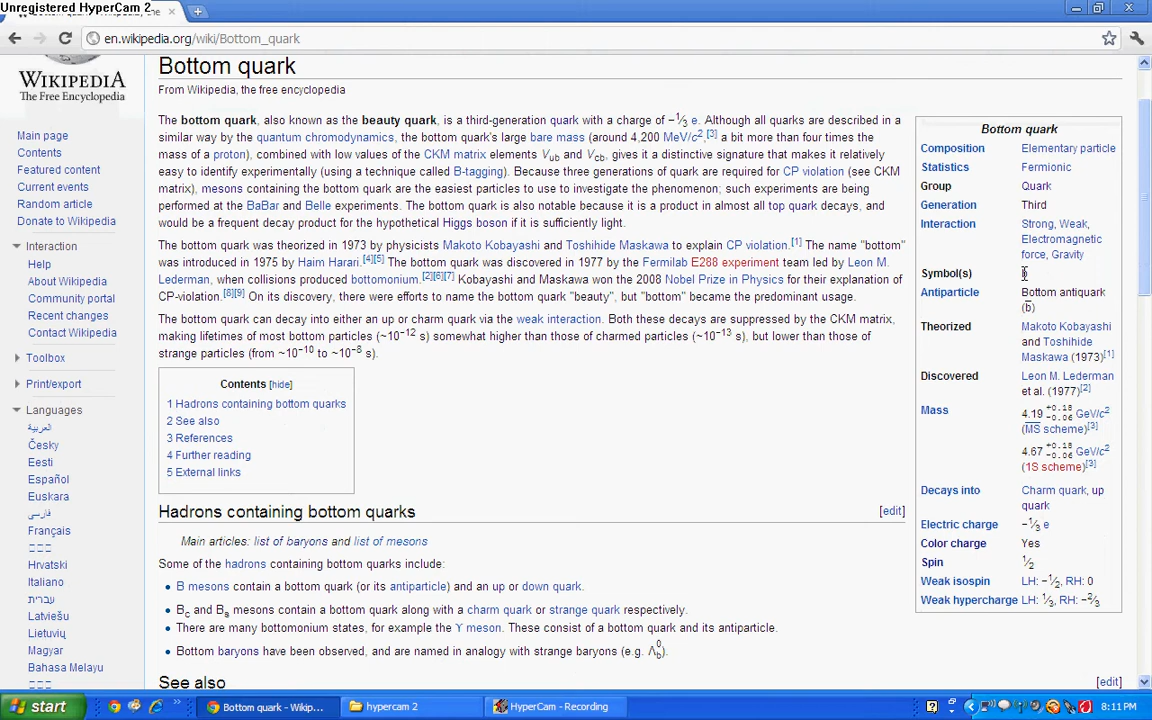 Unregistered HyperCam 2
en.wikipedia.org/wiki/Bottom_quark
WIKIPEDIA
The Free Encyclopedia
Main page
Contents
Featured content
Current events
Random article
Donate to Wikipedia
Interaction
Help
About Wikipedia
Community portal
Recent changes
Contact Wikipedia
Toolbox
Print/export
Languages
العربية
Česky
Eesti
Español
Euskara
فارسی
Français
Hrvatski
Italiano
עברית
Latviešu
Lietuvių
Magyar
Bahasa Melayu
Bottom quark
From Wikipedia, the free encyclopedia
The bottom quark, also known as the beauty quark, is a third-generation quark with a charge of −1⁄3 e. Although all quarks are described in a
similar way by the quantum chromodynamics, the bottom quark's large bare mass (around 4,200 MeV/c²,[3] a bit more than four times the
mass of a proton), combined with low values of the CKM matrix elements Vub and Vcb, gives it a distinctive signature that makes it relatively
easy to identify experimentally (using a technique called B-tagging). Because three generations of quark are required for CP violation (see CKM
matrix), mesons containing the bottom quark are the easiest particles to use to investigate the phenomenon; such experiments are being
performed at the BaBar and Belle experiments. The bottom quark is also notable because it is a product in almost all top quark decays, and
would be a frequent decay product for the hypothetical Higgs boson if it is sufficiently light.
The bottom quark was theorized in 1973 by physicists Makoto Kobayashi and Toshihide Maskawa to explain CP violation.[1] The name "bottom"
was introduced in 1975 by Haim Harari.[4][5] The bottom quark was discovered in 1977 by the Fermilab E288 experiment team led by Leon M.
Lederman, when collisions produced bottomonium.[2][6][7] Kobayashi and Maskawa won the 2008 Nobel Prize in Physics for their explanation of
CP-violation.[8][9] On its discovery, there were efforts to name the bottom quark "beauty", but "bottom" became the predominant usage.
The bottom quark can decay into either an up or charm quark via the weak interaction. Both these decays are suppressed by the CKM matrix,
making lifetimes of most bottom particles (~10⁻¹² s) somewhat higher than those of charmed particles (~10⁻¹³ s), but lower than those of
strange particles (from ~10⁻¹⁰ to ~10⁻⁸ s).
Contents [hide]
1 Hadrons containing bottom quarks
2 See also
3 References
4 Further reading
5 External links
Hadrons containing bottom quarks [edit]
Main articles: list of baryons and list of mesons
Some of the hadrons containing bottom quarks include:
• B mesons contain a bottom quark (or its antiparticle) and an up or down quark.
• Bc and Bs mesons contain a bottom quark along with a charm quark or strange quark respectively.
• There are many bottomonium states, for example the ϒ meson. These consist of a bottom quark and its antiparticle.
• Bottom baryons have been observed, and are named in analogy with strange baryons (e.g. Λ⁰b).
See also [edit]
Bottom quark
Composition Elementary particle
Statistics Fermionic
Group Quark
Generation Third
Interaction Strong, Weak,
Electromagnetic
force, Gravity
Symbol(s)
Antiparticle Bottom antiquark
(b̅)
Theorized Makoto Kobayashi
and Toshihide
Maskawa (1973)[1]
Discovered Leon M. Lederman
et al. (1977)[2]
Mass 4.19 +0.18 −0.06 GeV/c²
(M̅S̅ scheme)[3]
4.67 +0.18 −0.06 GeV/c²
(1S scheme)[3]
Decays into Charm quark, up
quark
Electric charge −1⁄3 e
Color charge Yes
Spin 1⁄2
Weak isospin LH: −1⁄2, RH: 0
Weak hypercharge LH: 1⁄3, RH: −2⁄3
start
Bottom quark - Wikip...
hypercam 2
HyperCam - Recording
8:11 PM